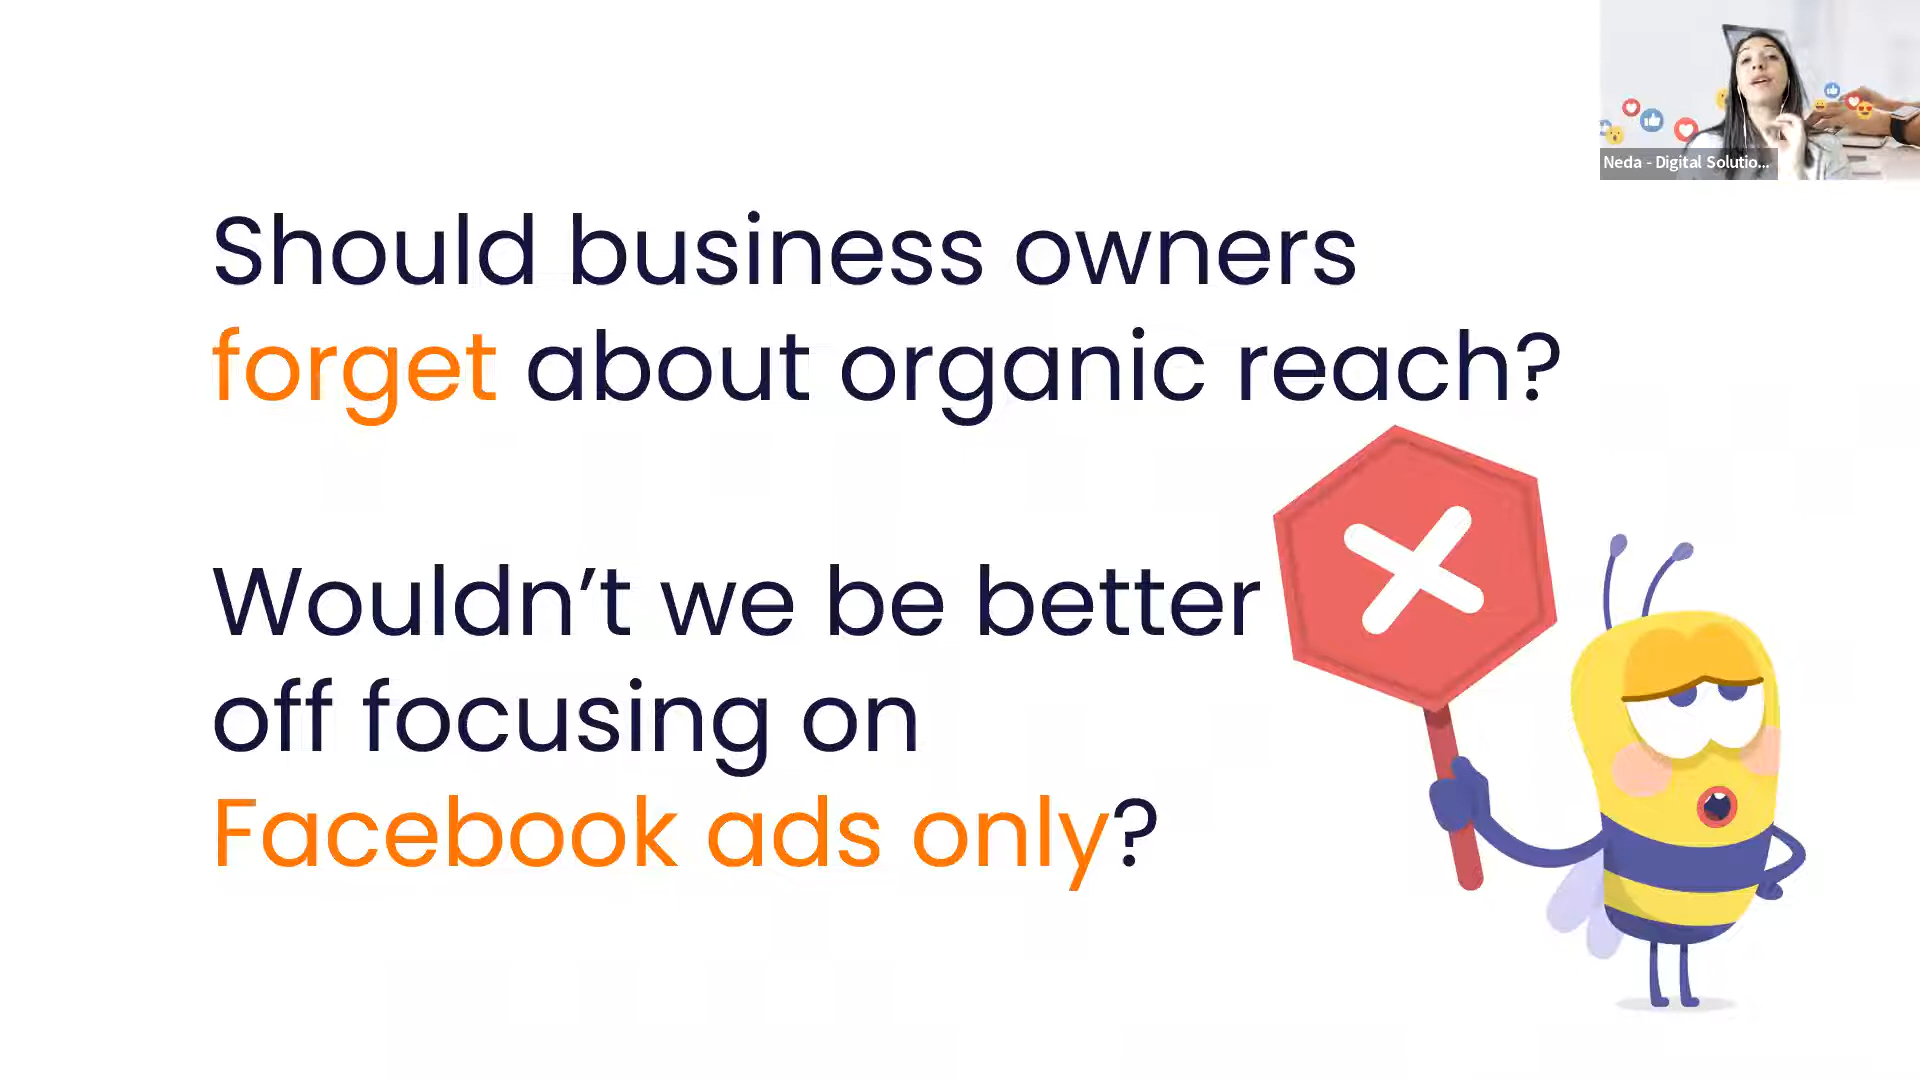 Neda - Digital Solutio...
Should business owners
forget about organic reach?
Wouldn’t we be better
off focusing on
Facebook ads only?